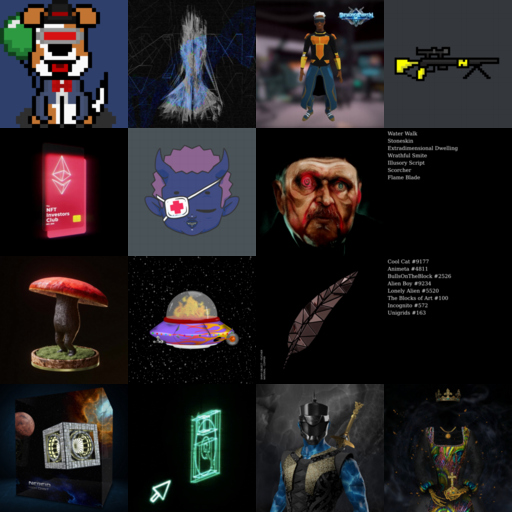 Water Walk
Stoneskin
Extradimensional Dwelling
Wrathful Smite
Illusory Script
Scorcher
Flame Blade
NFT
Investors
Club
Cool Cat #9177
Animeta #4811
BullsOnTheBlock #2526
Alien Boy #9234
Lonely Alien #5520
The Blocks of Art #100
Incognito #572
Unigrids #163